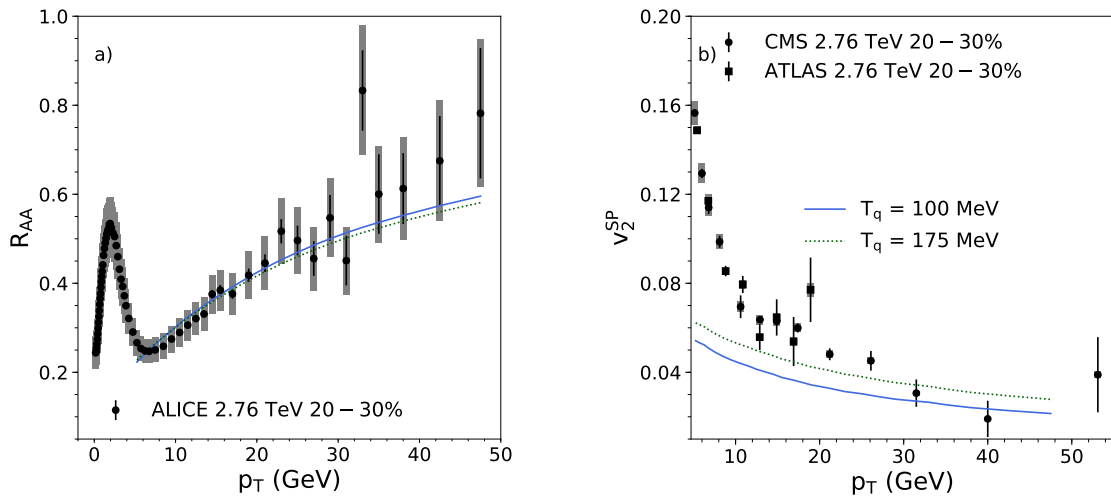 1.0
0.8
0.6
0.4
0.2
0
10
20
30
40
50
R_AA
p_T (GeV)
a)
ALICE 2.76 TeV 20 − 30%
0.20
0.16
0.12
0.08
0.04
10
20
30
40
50
v_2^SP
p_T (GeV)
b)
CMS 2.76 TeV 20 − 30%
ATLAS 2.76 TeV 20 − 30%
T_q = 100 MeV
T_q = 175 MeV